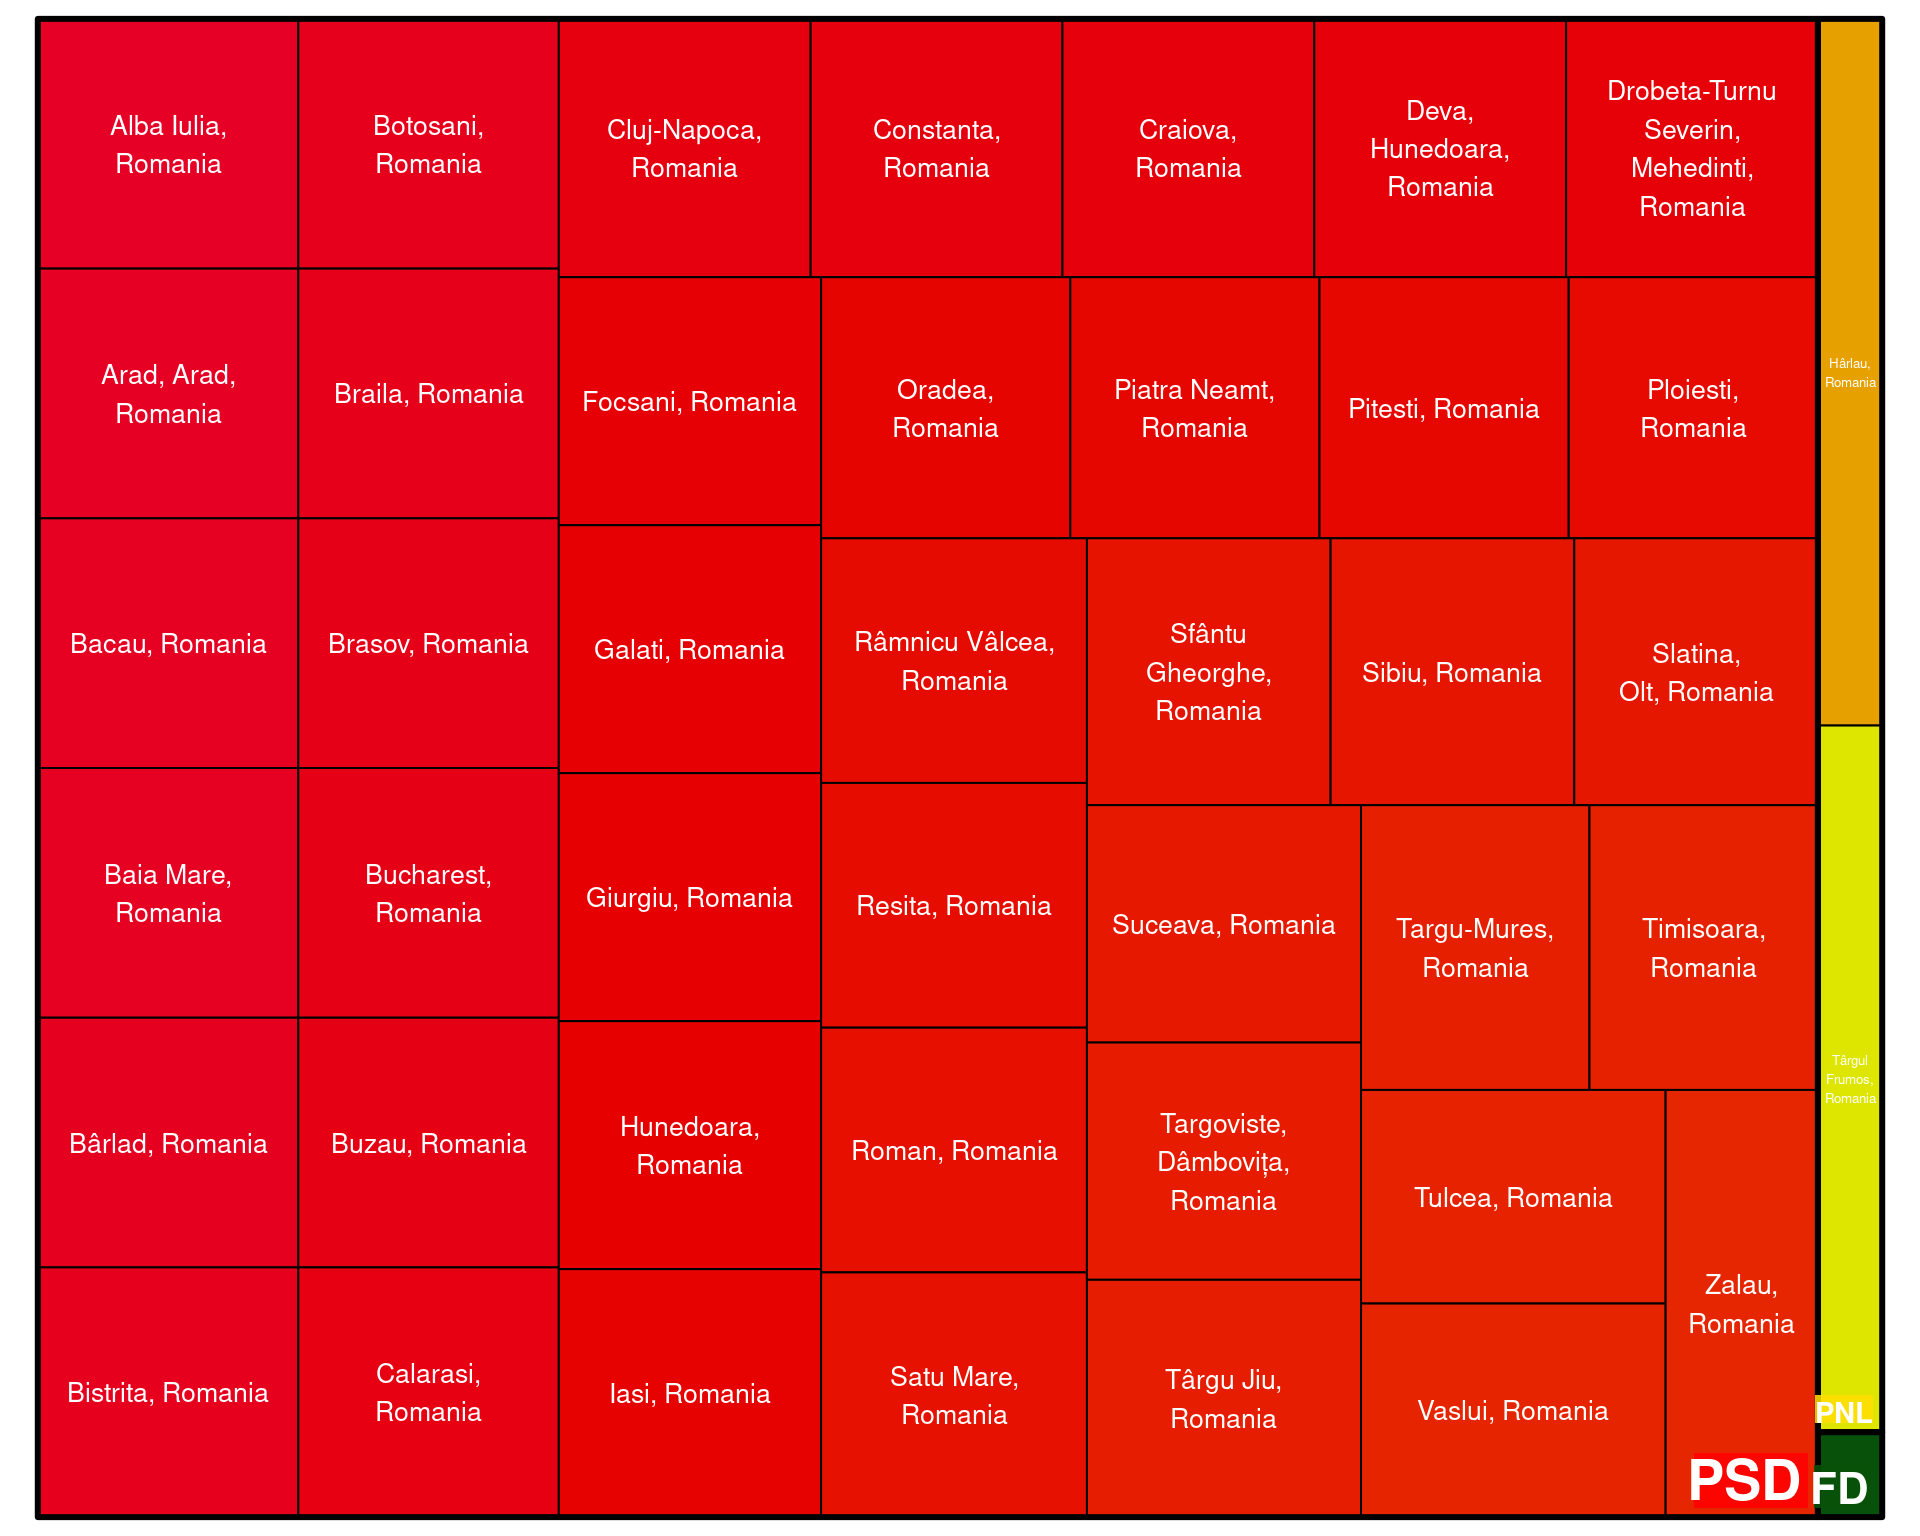 Alba Iulia,
Romania
Botosani,
Romania
Cluj-Napoca,
Romania
Constanta,
Romania
Craiova,
Romania
Deva,
Hunedoara,
Romania
Drobeta-Turnu
Severin,
Mehedinti,
Romania
Hârlau,
Romania
Arad, Arad,
Romania
Braila, Romania
Focsani, Romania
Oradea,
Romania
Piatra Neamt,
Romania
Pitesti, Romania
Ploiesti,
Romania
Bacau, Romania
Brasov, Romania
Galati, Romania
Râmnicu Vâlcea,
Romania
Sfântu
Gheorghe,
Romania
Sibiu, Romania
Slatina,
Olt, Romania
Baia Mare,
Romania
Bucharest,
Romania
Giurgiu, Romania
Resita, Romania
Suceava, Romania
Targu-Mures,
Romania
Timisoara,
Romania
Târgul
Frumos,
Romania
Bârlad, Romania
Buzau, Romania
Hunedoara,
Romania
Roman, Romania
Targoviste,
Dâmbovița,
Romania
Tulcea, Romania
Zalau,
Romania
Bistrita, Romania
Calarasi,
Romania
Iasi, Romania
Satu Mare,
Romania
Târgu Jiu,
Romania
Vaslui, Romania
PNL
PSD
FD